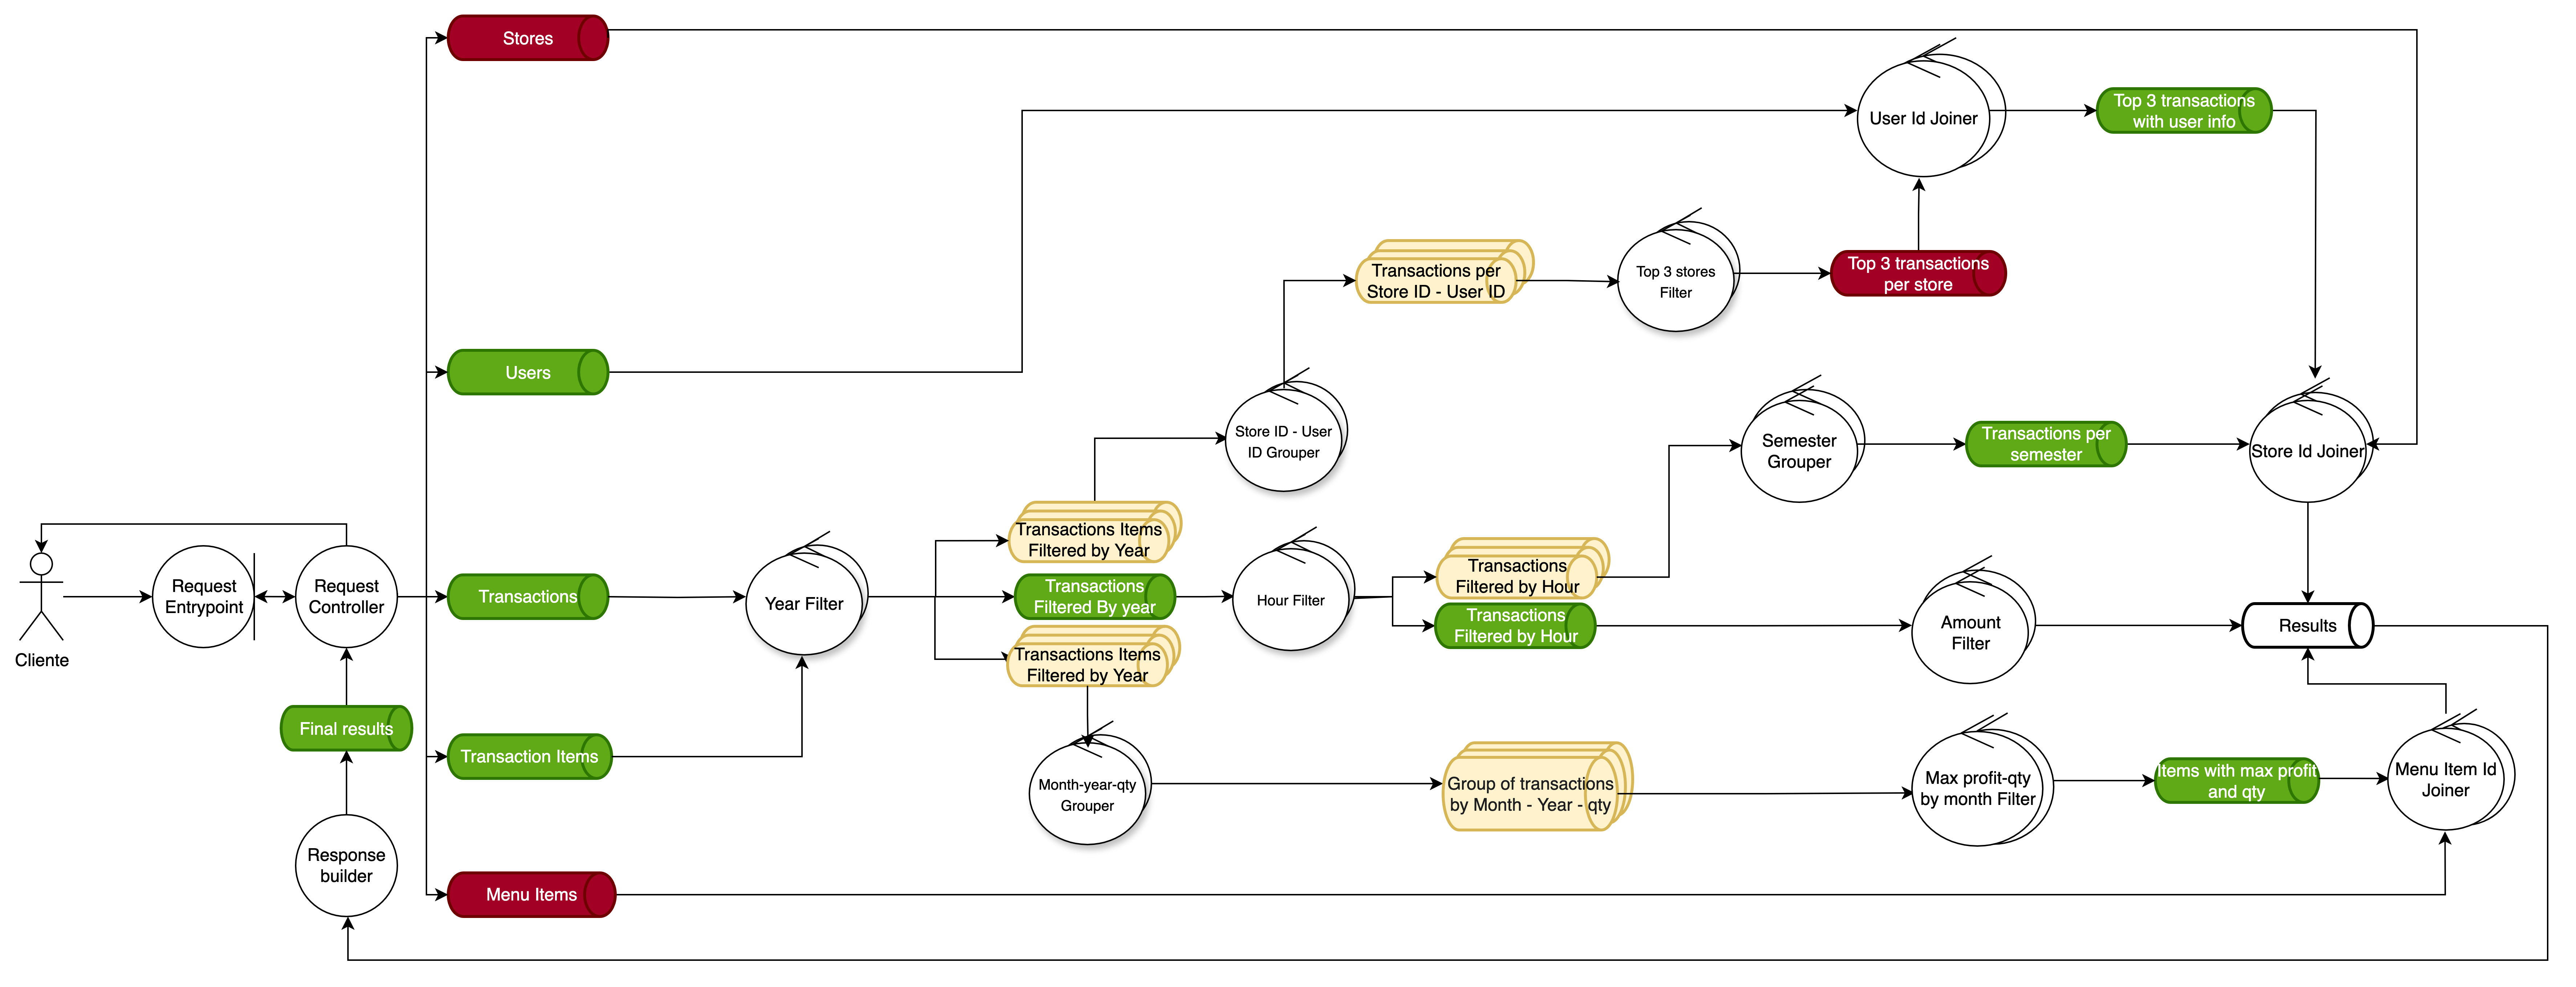 Stores
User Id Joiner
Top 3 transactions
with user info
Transactions per
Store ID - User ID
Top 3 stores
Filter
Top 3 transactions
per store
Users
Store ID - User
ID Grouper
Semester
Grouper
Transactions per
semester
Store Id Joiner
Cliente
Request
Entrypoint
Request
Controller
Transactions
Year Filter
Transactions Items
Filtered by Year
Transactions
Filtered By year
Transactions Items
Filtered by Year
Hour Filter
Transactions
Filtered by Hour
Transactions
Filtered by Hour
Amount
Filter
Results
Final results
Transaction Items
Month-year-qty
Grouper
Group of transactions
by Month - Year - qty
Max profit-qty
by month Filter
Items with max profit
and qty
Menu Item Id
Joiner
Response
builder
Menu Items